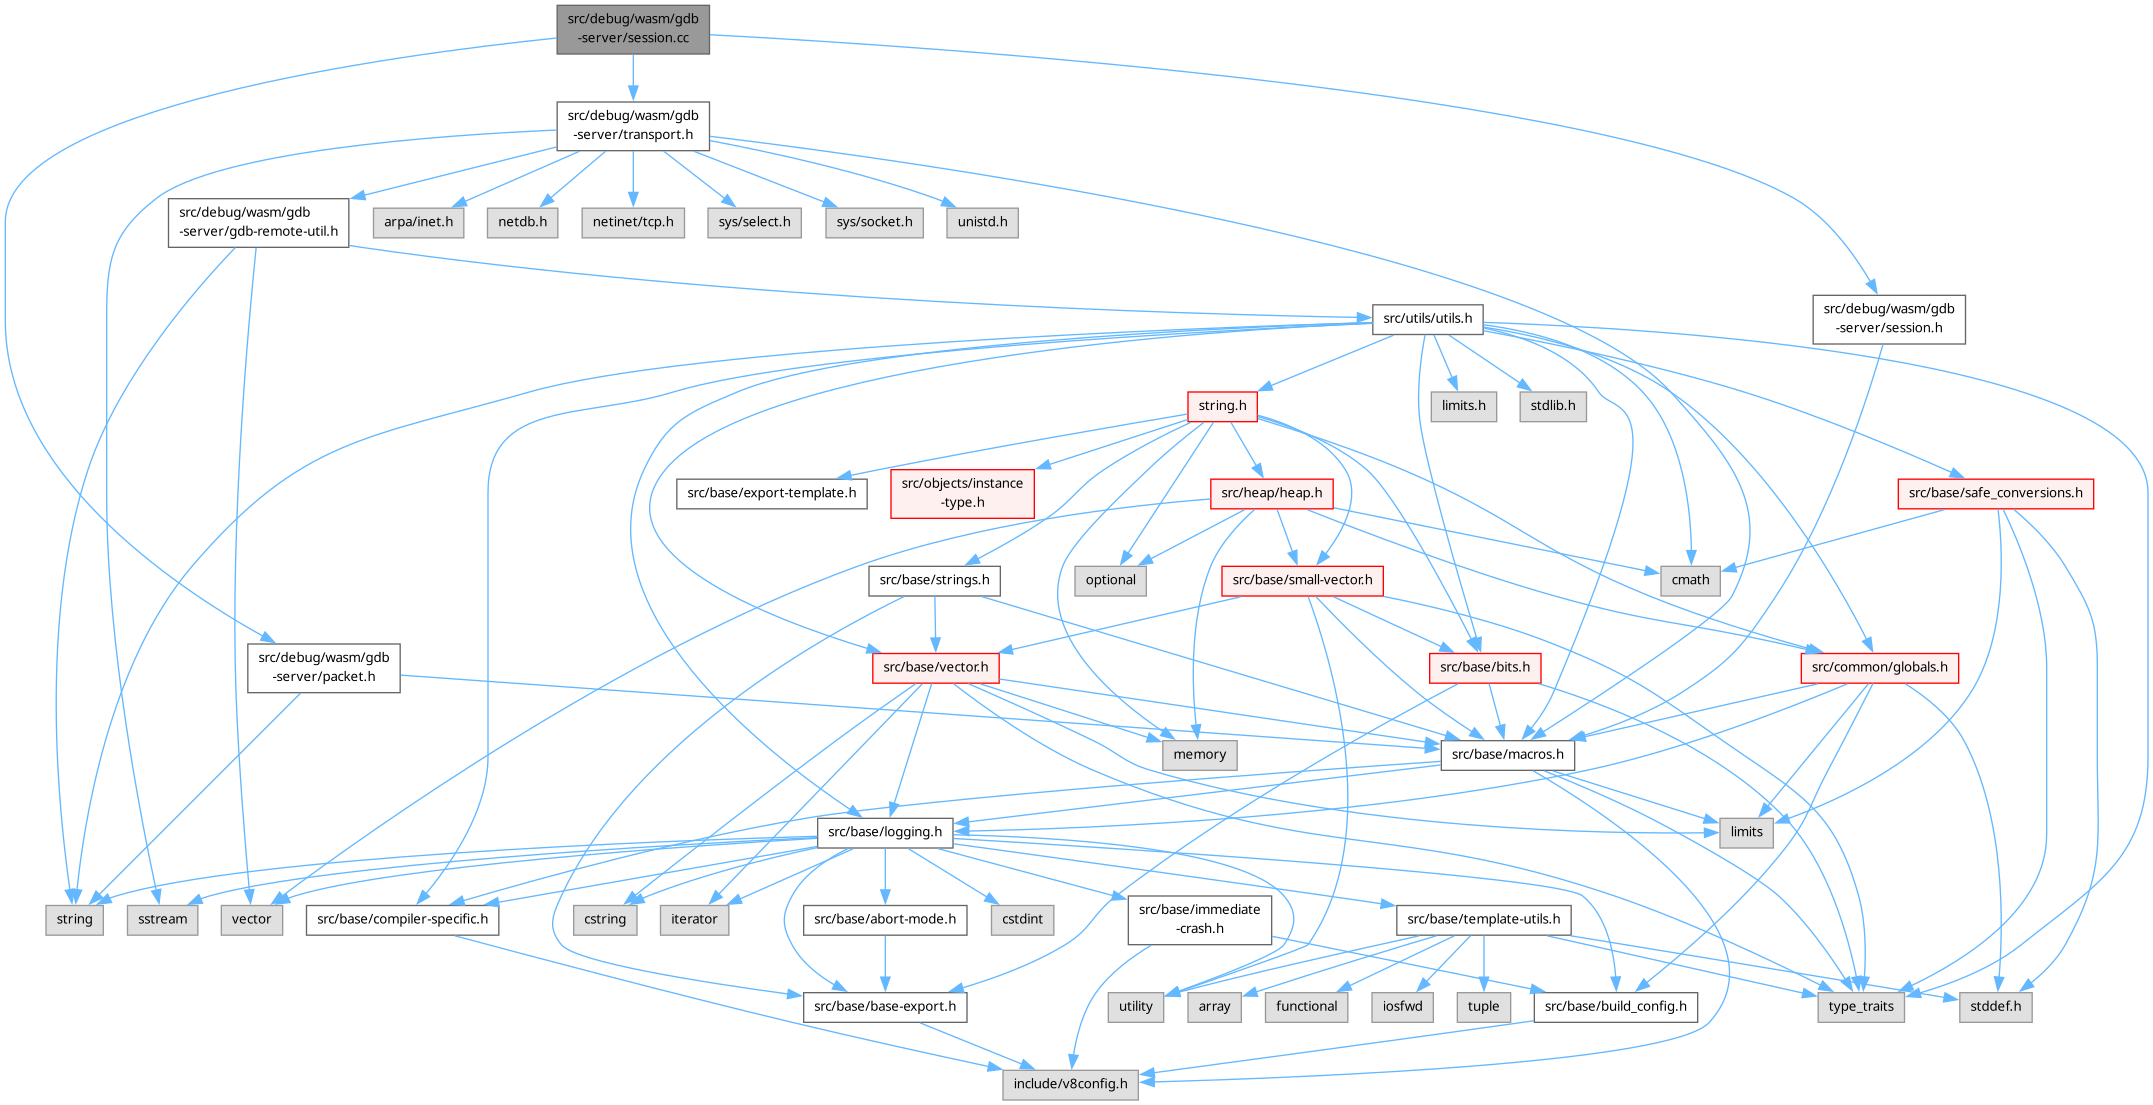 src/debug/wasm/gdb
-server/session.cc
src/debug/wasm/gdb
-server/transport.h
src/debug/wasm/gdb
-server/gdb-remote-util.h
arpa/inet.h
netdb.h
netinet/tcp.h
sys/select.h
sys/socket.h
unistd.h
src/utils/utils.h
src/debug/wasm/gdb
-server/session.h
string.h
limits.h
stdlib.h
src/base/export-template.h
src/objects/instance
-type.h
src/heap/heap.h
src/base/safe_conversions.h
src/base/strings.h
optional
src/base/small-vector.h
cmath
src/debug/wasm/gdb
-server/packet.h
src/base/vector.h
src/base/bits.h
src/common/globals.h
memory
src/base/macros.h
src/base/logging.h
limits
string
sstream
vector
src/base/compiler-specific.h
cstring
iterator
src/base/abort-mode.h
cstdint
src/base/immediate
-crash.h
src/base/template-utils.h
src/base/base-export.h
utility
array
functional
iosfwd
tuple
src/base/build_config.h
type_traits
stddef.h
include/v8config.h